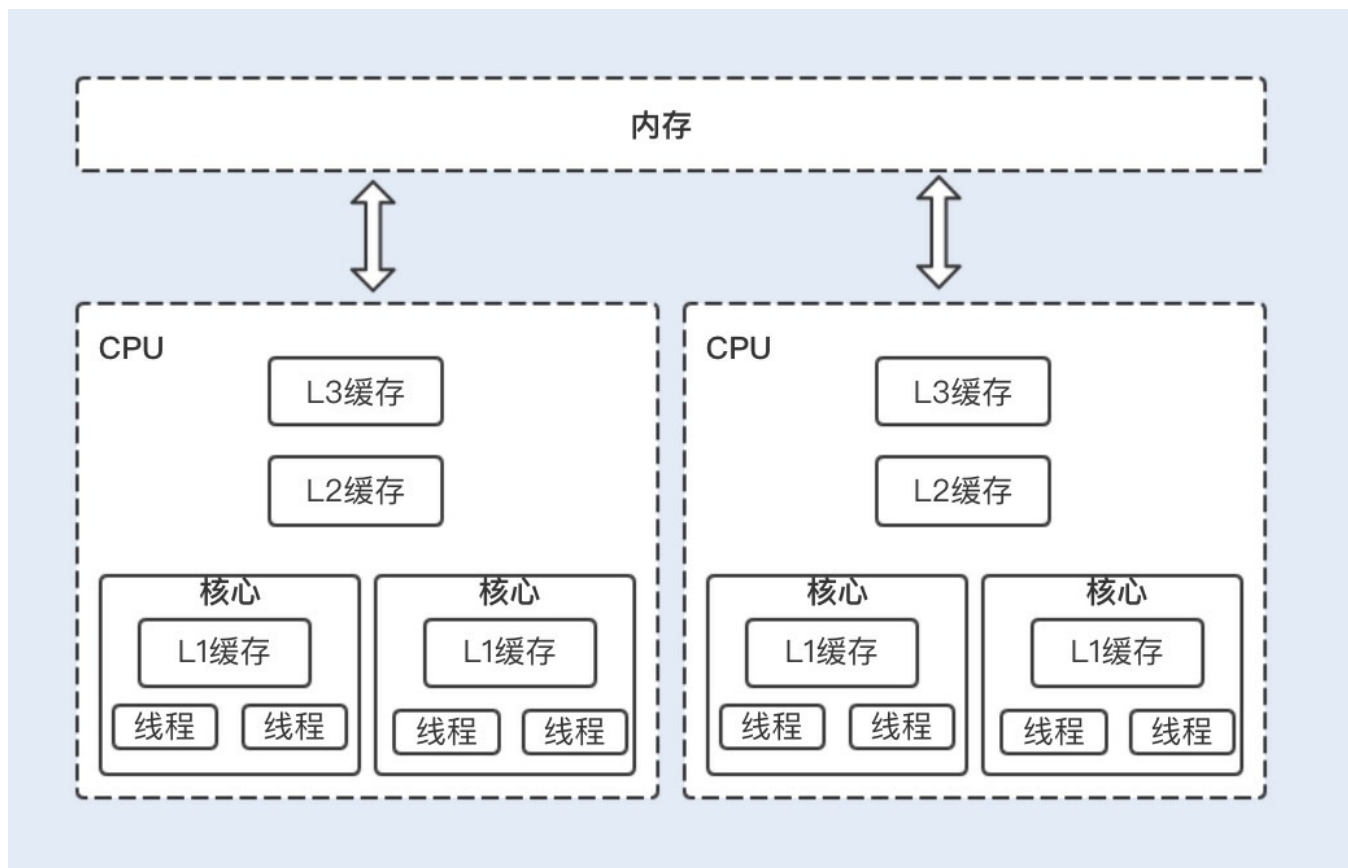 内存
CPU CPU
L3缓存 L3缓存
L2缓存 L2缓存
核心 核心 核心 核心
L1缓存 L1缓存 L1缓存 L1缓存
线程 线程 线程 线程 线程 线程 线程 线程